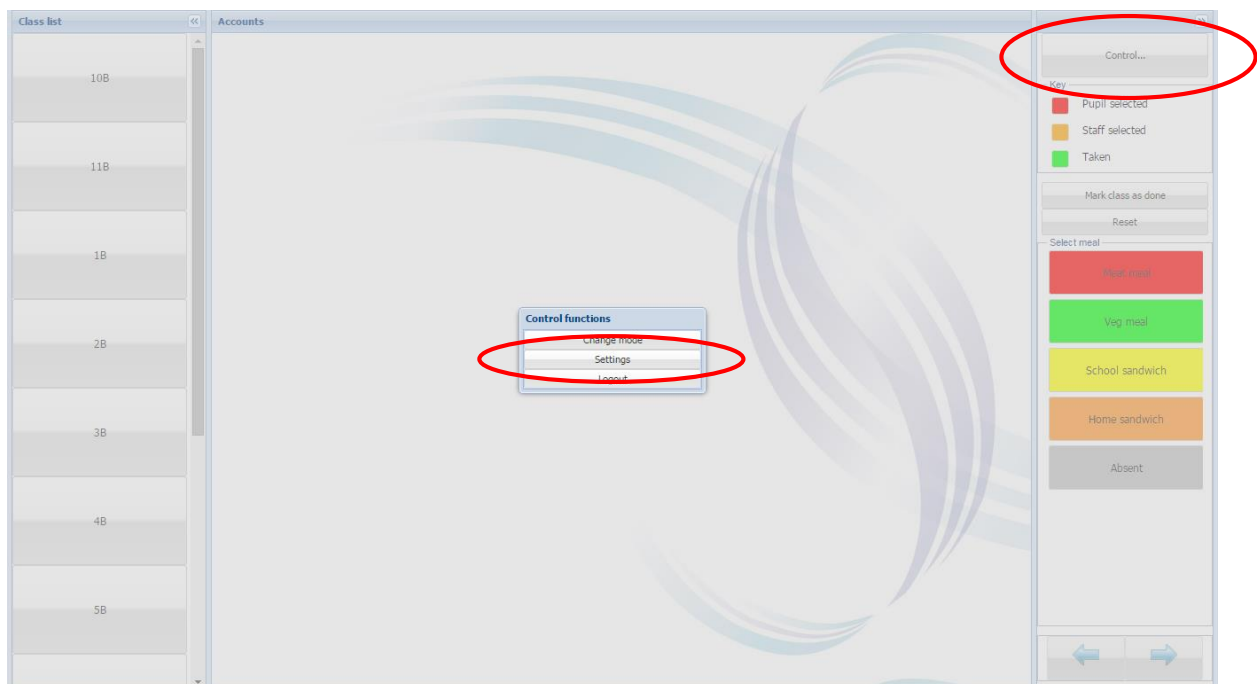 Class list
Accounts
10B
11B
1B
2B
3B
4B
5B
Control functions
Change mode
Settings
Logout
Control...
Key
Pupil selected
Staff selected
Taken
Mark class as done
Reset
Select meal
Meat meal
Veg meal
School sandwich
Home sandwich
Absent